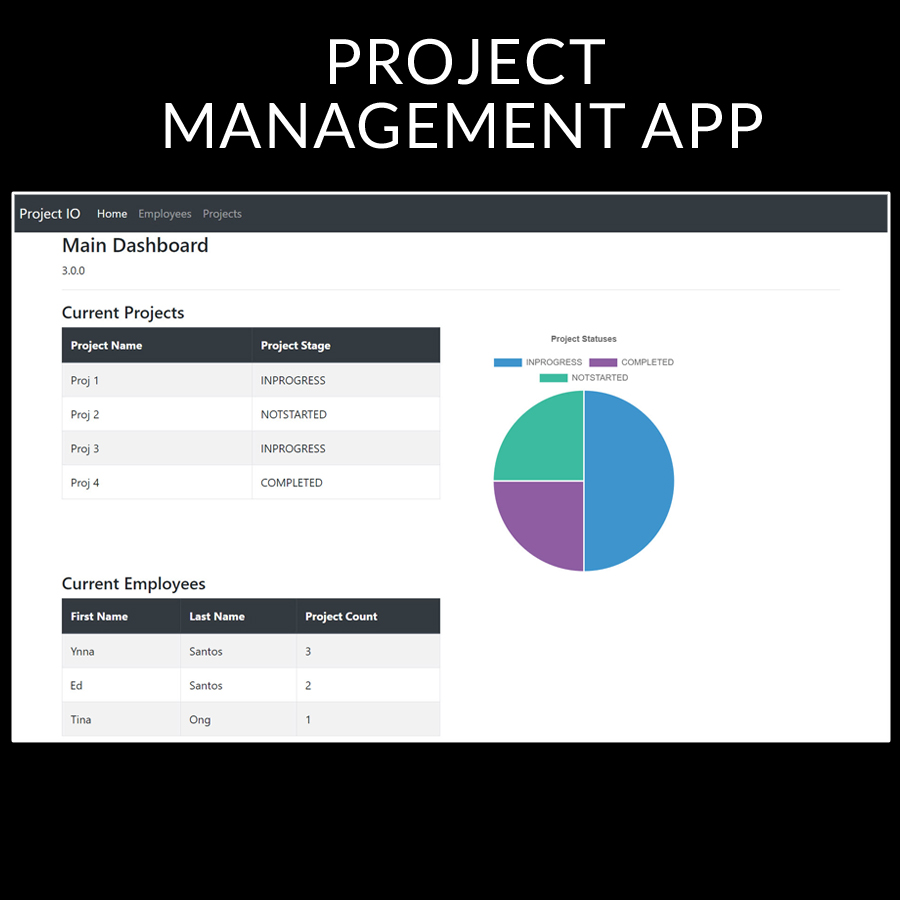 PROJECT
MANAGEMENT APP
Project IO Home Employees Projects
Main Dashboard
3.0.0
Current Projects
Project Name Project Stage
Proj 1 INPROGRESS
Proj 2 NOTSTARTED
Proj 3 INPROGRESS
Proj 4 COMPLETED
Project Statuses
INPROGRESS COMPLETED
NOTSTARTED
Current Employees
First Name Last Name Project Count
Ynna Santos 3
Ed Santos 2
Tina Ong 1